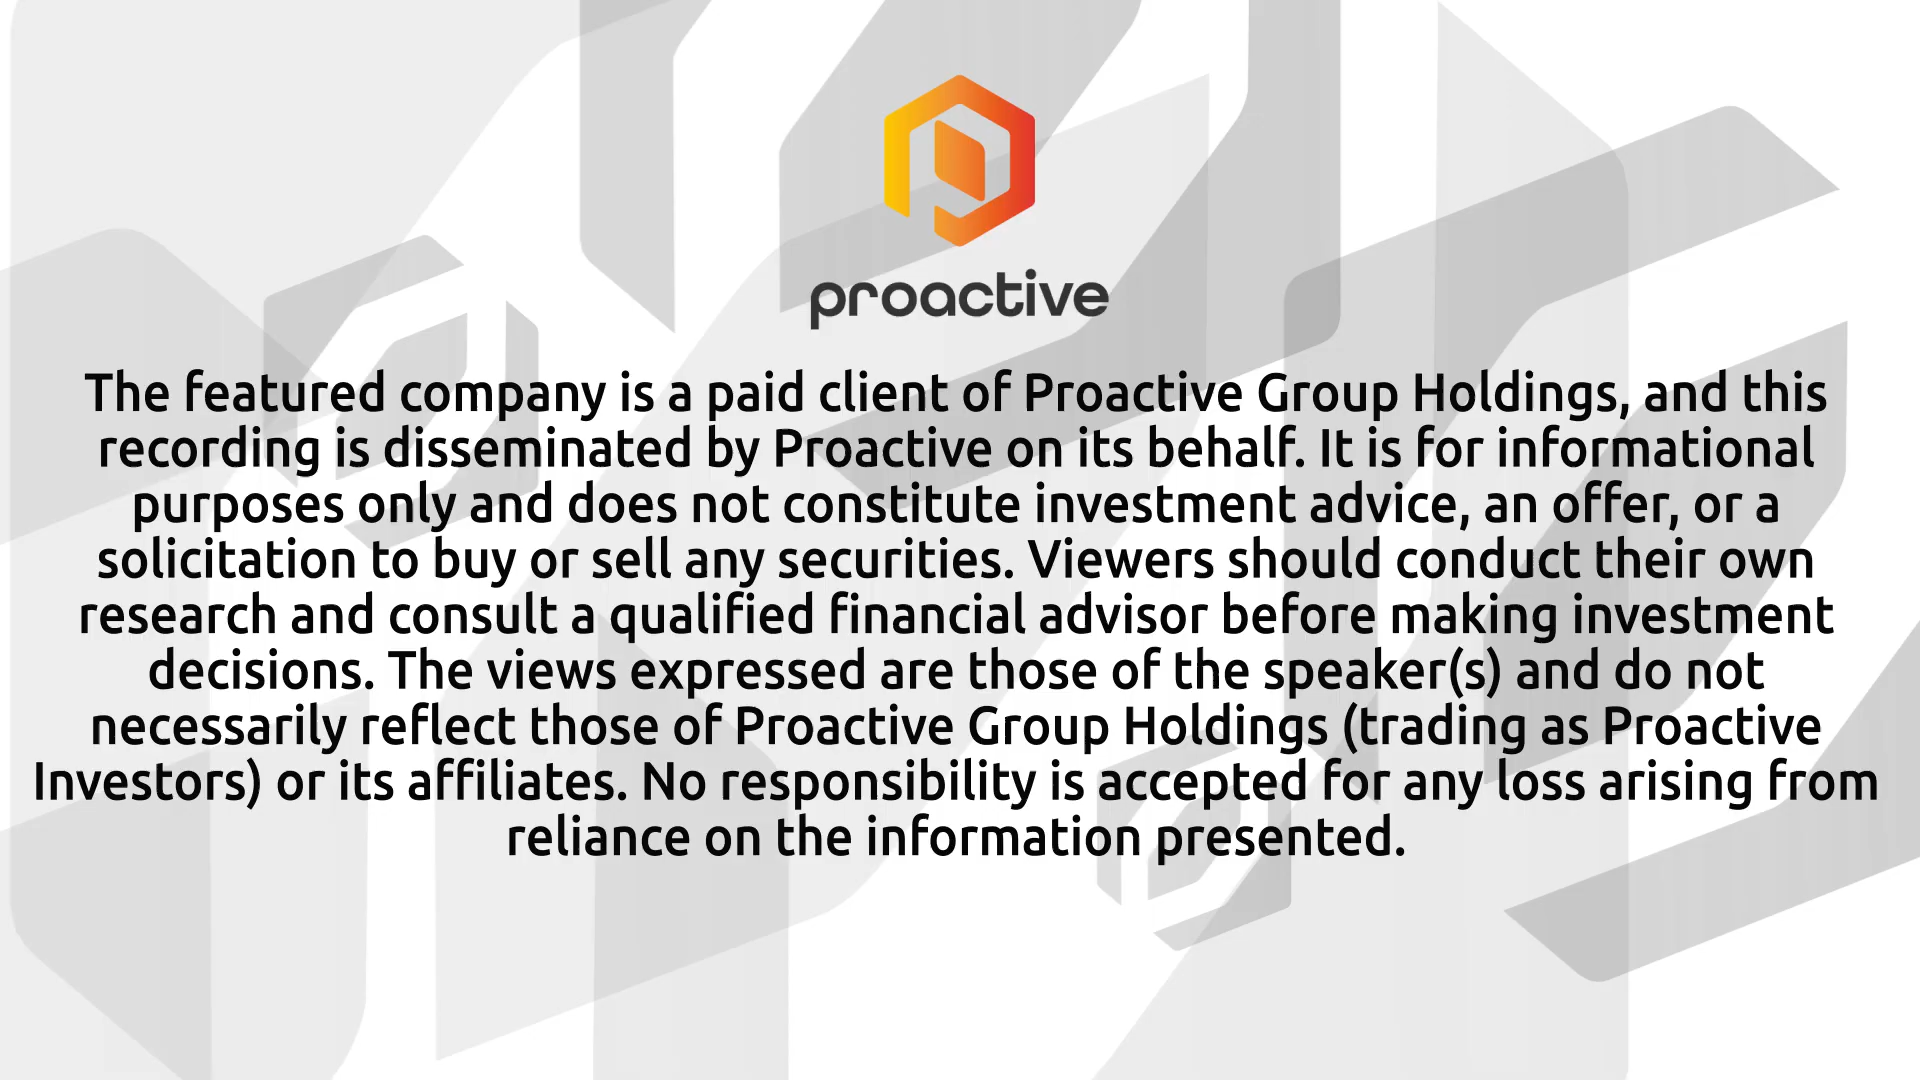 proactive
The featured company is a paid client of Proactive Group Holdings, and this
recording is disseminated by Proactive on its behalf. It is for informational
purposes only and does not constitute investment advice, an offer, or a
solicitation to buy or sell any securities. Viewers should conduct their own
research and consult a qualified financial advisor before making investment
decisions. The views expressed are those of the speaker(s) and do not
necessarily reflect those of Proactive Group Holdings (trading as Proactive
Investors) or its affiliates. No responsibility is accepted for any loss arising from
reliance on the information presented.